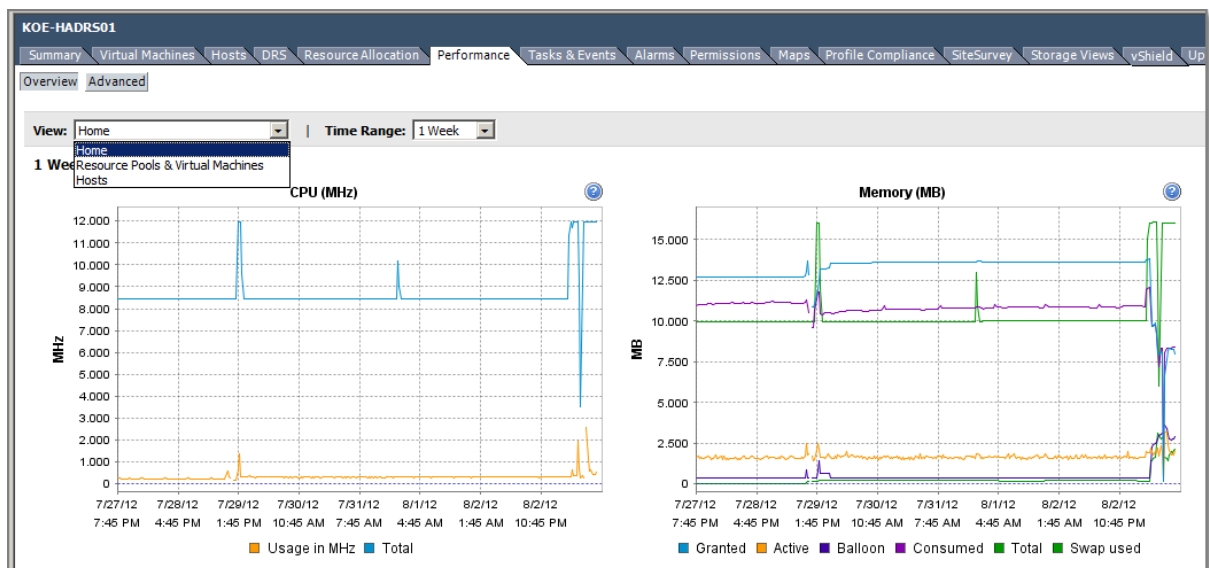 KOE-HADRS01
Summary Virtual Machines Hosts DRS Resource Allocation Performance Tasks & Events Alarms Permissions Maps Profile Compliance SiteSurvey Storage Views vShield Up
Overview Advanced
View: Home | Time Range: 1 Week
Home
Resource Pools & Virtual Machines
Hosts
1 Wee
CPU (MHz)
12.000
11.000
10.000
9.000
8.000
7.000
6.000
5.000
4.000
3.000
2.000
1.000
0
MHz
7/27/12 7/28/12 7/29/12 7/30/12 7/31/12 8/1/12 8/2/12 8/2/12
7:45 PM 4:45 PM 1:45 PM 10:45 AM 7:45 AM 4:45 AM 1:45 AM 10:45 PM
Usage in MHz Total
Memory (MB)
15.000
12.500
10.000
7.500
5.000
2.500
0
MB
7/27/12 7/28/12 7/29/12 7/30/12 7/31/12 8/1/12 8/2/12 8/2/12
7:45 PM 4:45 PM 1:45 PM 10:45 AM 7:45 AM 4:45 AM 1:45 AM 10:45 PM
Granted Active Balloon Consumed Total Swap used